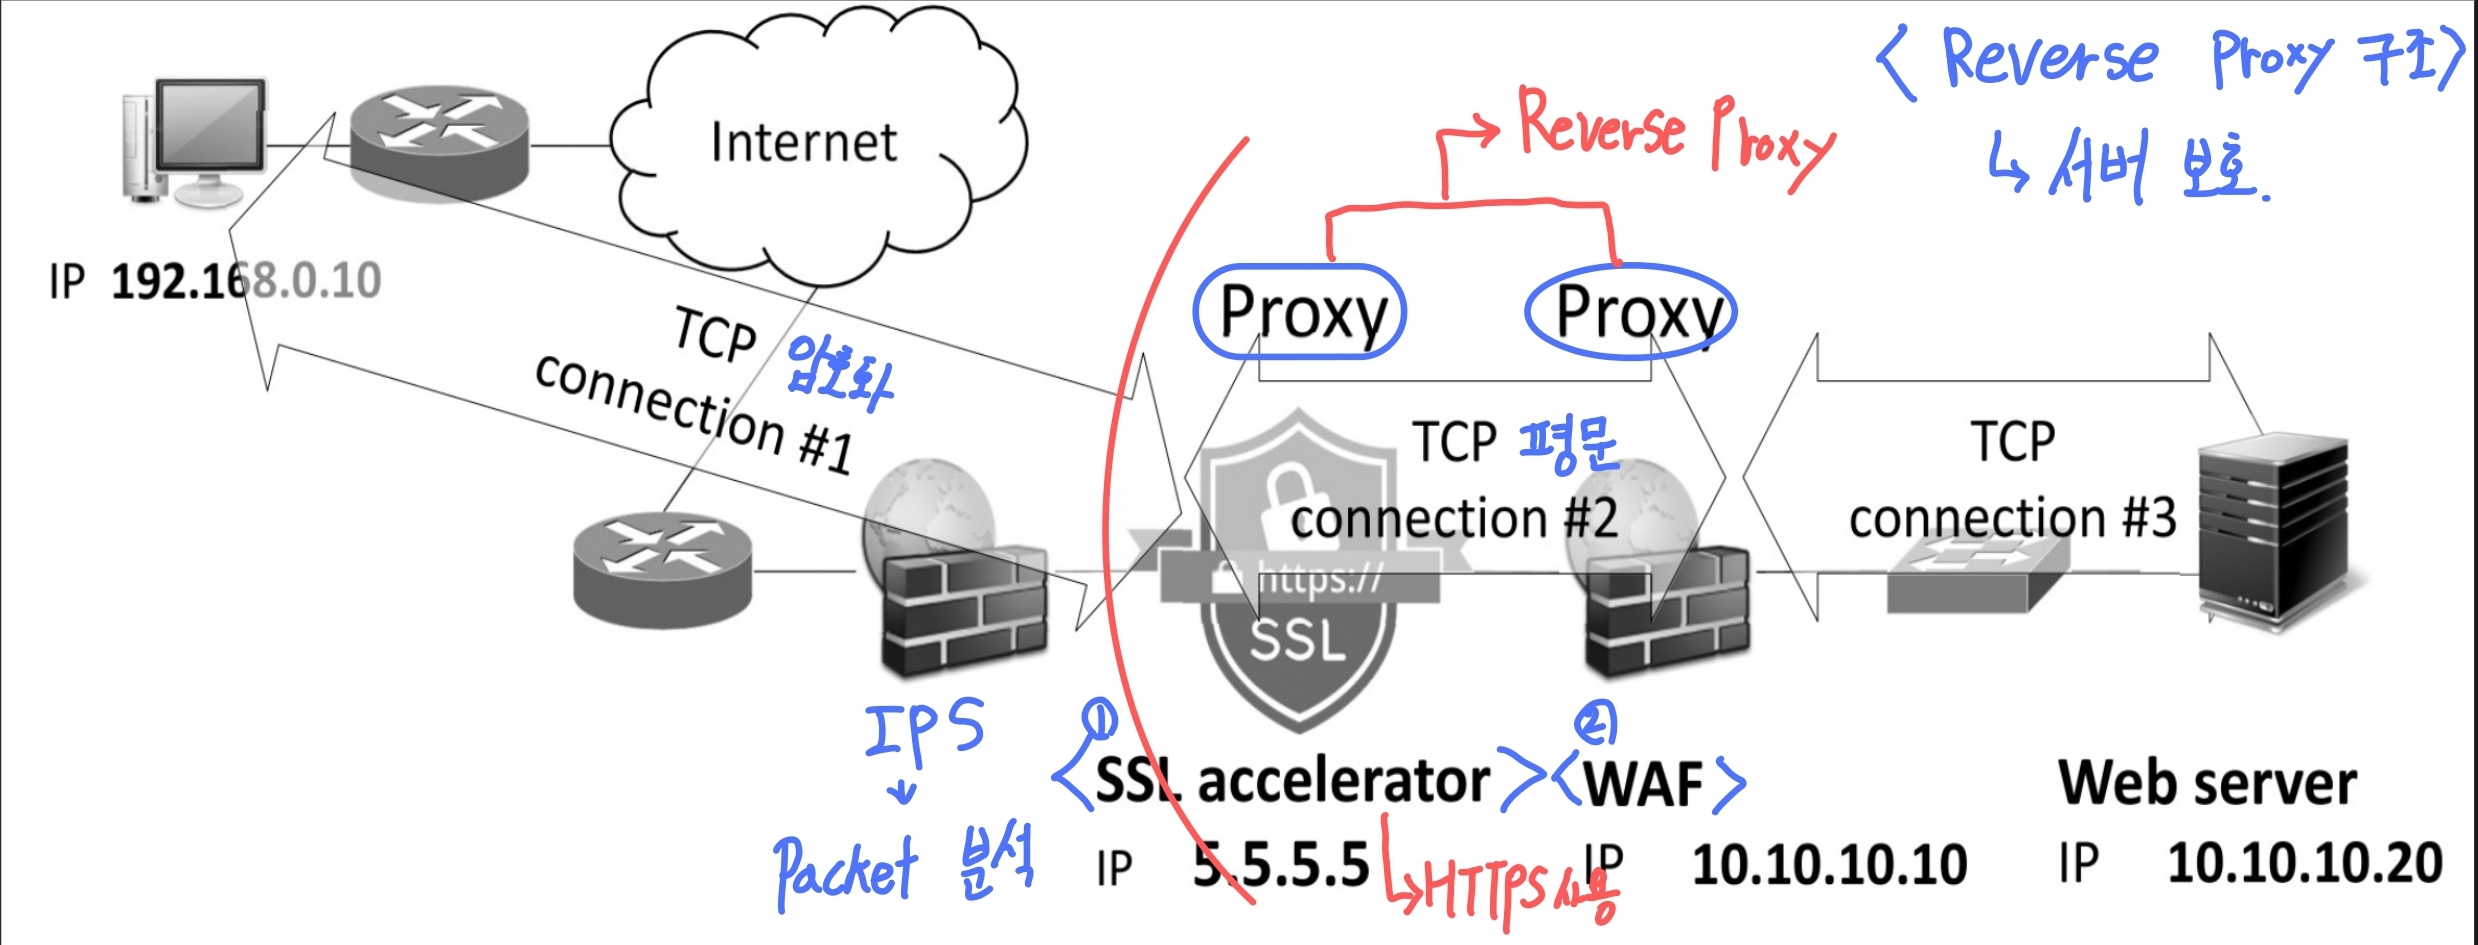 < Reverse Proxy 구조>
↳ 서버 보호.
→ Reverse Proxy
Internet
IP 192.168.0.10
Proxy
Proxy
TCP 암호화
connection #1
TCP 평문
connection #2
TCP
connection #3
https://
SSL
IPS
↓
Packet 분석
①
<SSL accelerator>
IP 5.5.5.5
↳HTTPS 사용
②
<WAF>
IP 10.10.10.10
Web server
IP 10.10.10.20